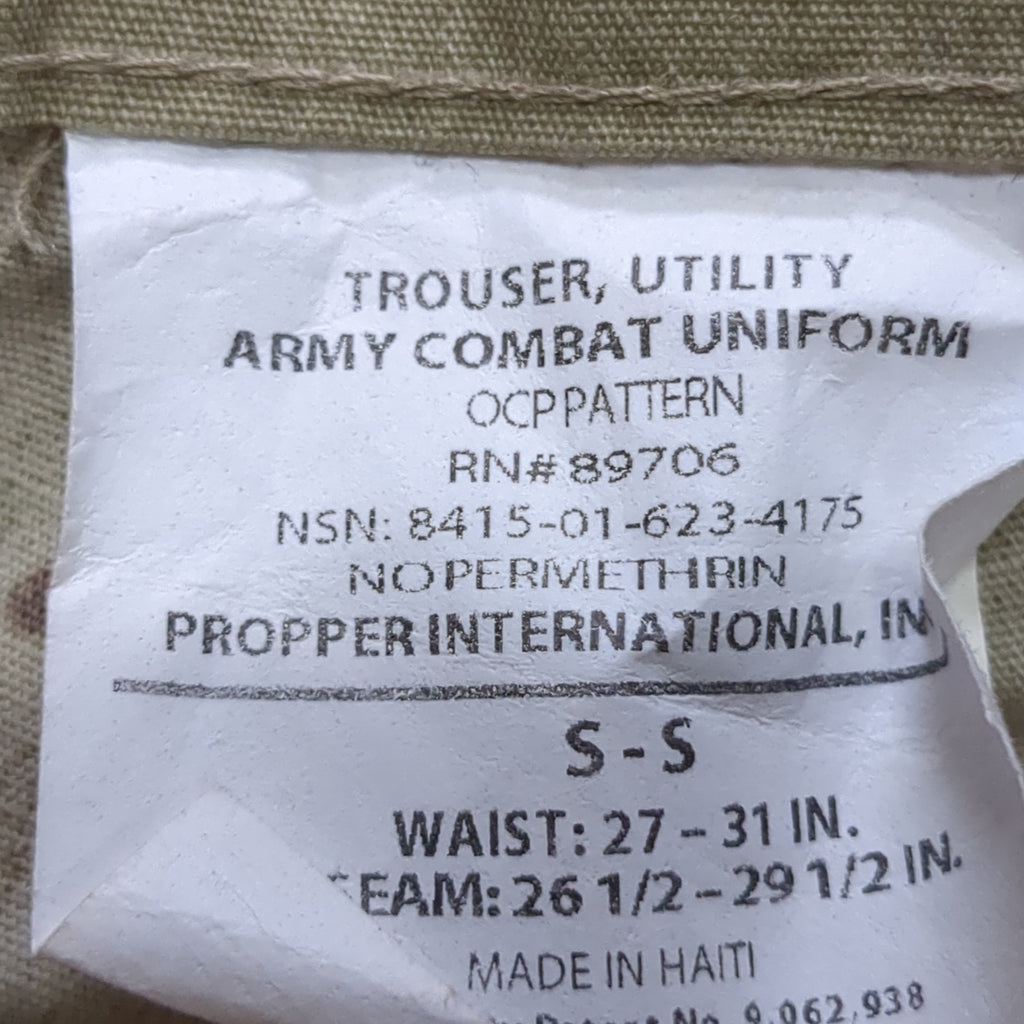 TROUSER, UTILITY
ARMY COMBAT UNIFORM
OCP PATTERN
RN# 89706
NSN: 8415-01-623-4175
NO PERMETHRIN
PROPPER INTERNATIONAL, IN
S - S
WAIST: 27 - 31 IN.
EAM: 26 1/2 - 29 1/2 IN.
MADE IN HAITI
No. 9,062,938